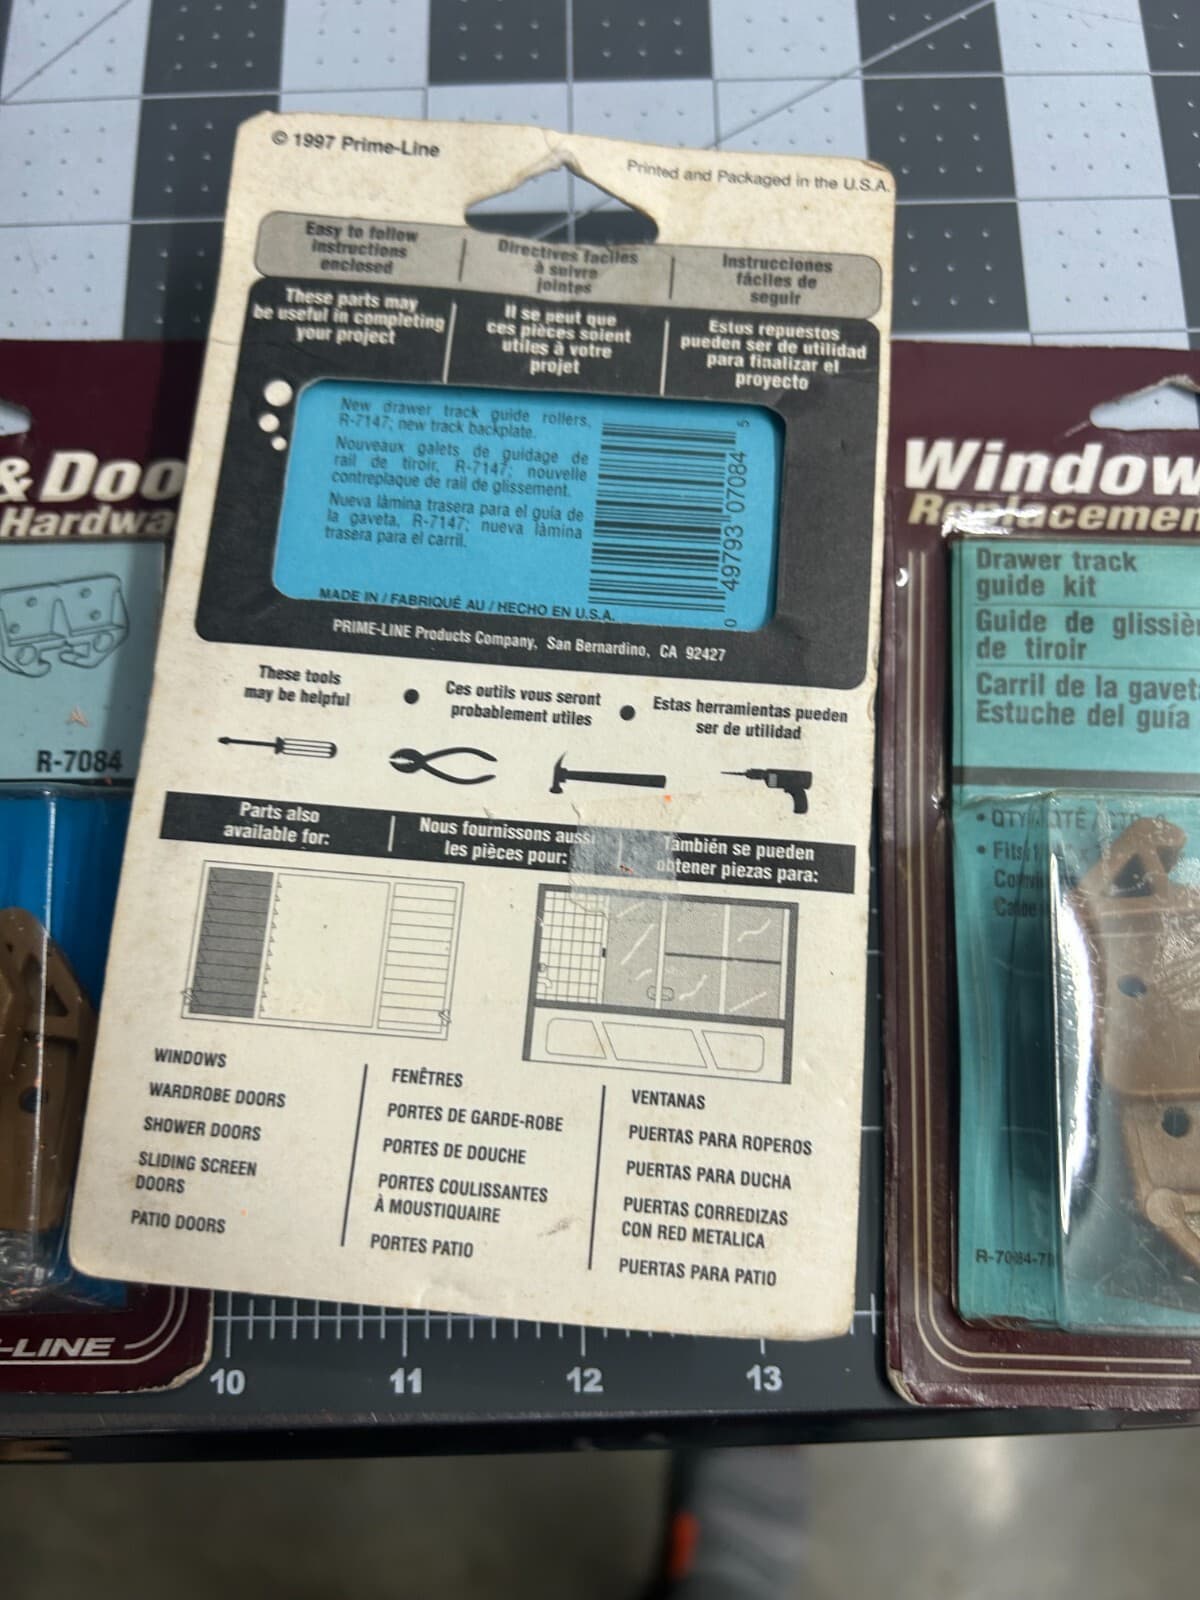 © 1997 Prime-Line
Printed and Packaged in the U.S.A.
Easy to follow
instructions
enclosed
Directives faciles
à suivre
jointes
Instrucciones
fáciles de
seguir
These parts may
be useful in completing
your project
Il se peut que
ces pièces soient
utiles à votre
projet
Estos repuestos
pueden ser de utilidad
para finalizar el
proyecto
New drawer track guide rollers,
R-7147; new track backplate.
Nouveaux galets de guidage de
rail de tiroir, R-7147; nouvelle
contreplaque de rail de glissement.
Nueva làmina trasera para el guía de
la gaveta, R-7147; nueva làmina
trasera para el carril.
0 49793 07084 5
MADE IN / FABRIQUÉ AU / HECHO EN U.S.A.
PRIME-LINE Products Company, San Bernardino, CA 92427
These tools
may be helpful
Ces outils vous seront
probablement utiles
Estas herramientas pueden
ser de utilidad
Parts also
available for:
Nous fournissons aussi
les pièces pour:
También se pueden
obtener piezas para:
WINDOWS
WARDROBE DOORS
SHOWER DOORS
SLIDING SCREEN
DOORS
PATIO DOORS
FENÊTRES
PORTES DE GARDE-ROBE
PORTES DE DOUCHE
PORTES COULISSANTES
À MOUSTIQUAIRE
PORTES PATIO
VENTANAS
PUERTAS PARA ROPEROS
PUERTAS PARA DUCHA
PUERTAS CORREDIZAS
CON RED METALICA
PUERTAS PARA PATIO
& Doo
Hardwa
R-7084
-LINE
Window
Replacemen
Drawer track
guide kit
Guide de glissiè
de tiroir
Carril de la gavet
Estuche del guía
• QTY
• Fits
R-7084-7
10 11 12 13